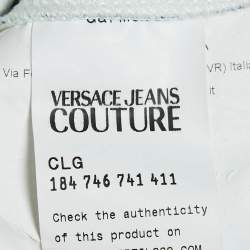 Via F
VR) Italia
it
VERSACE JEANS
COUTURE
CLG
184 746 741 411
Check the authenticity
of this product on